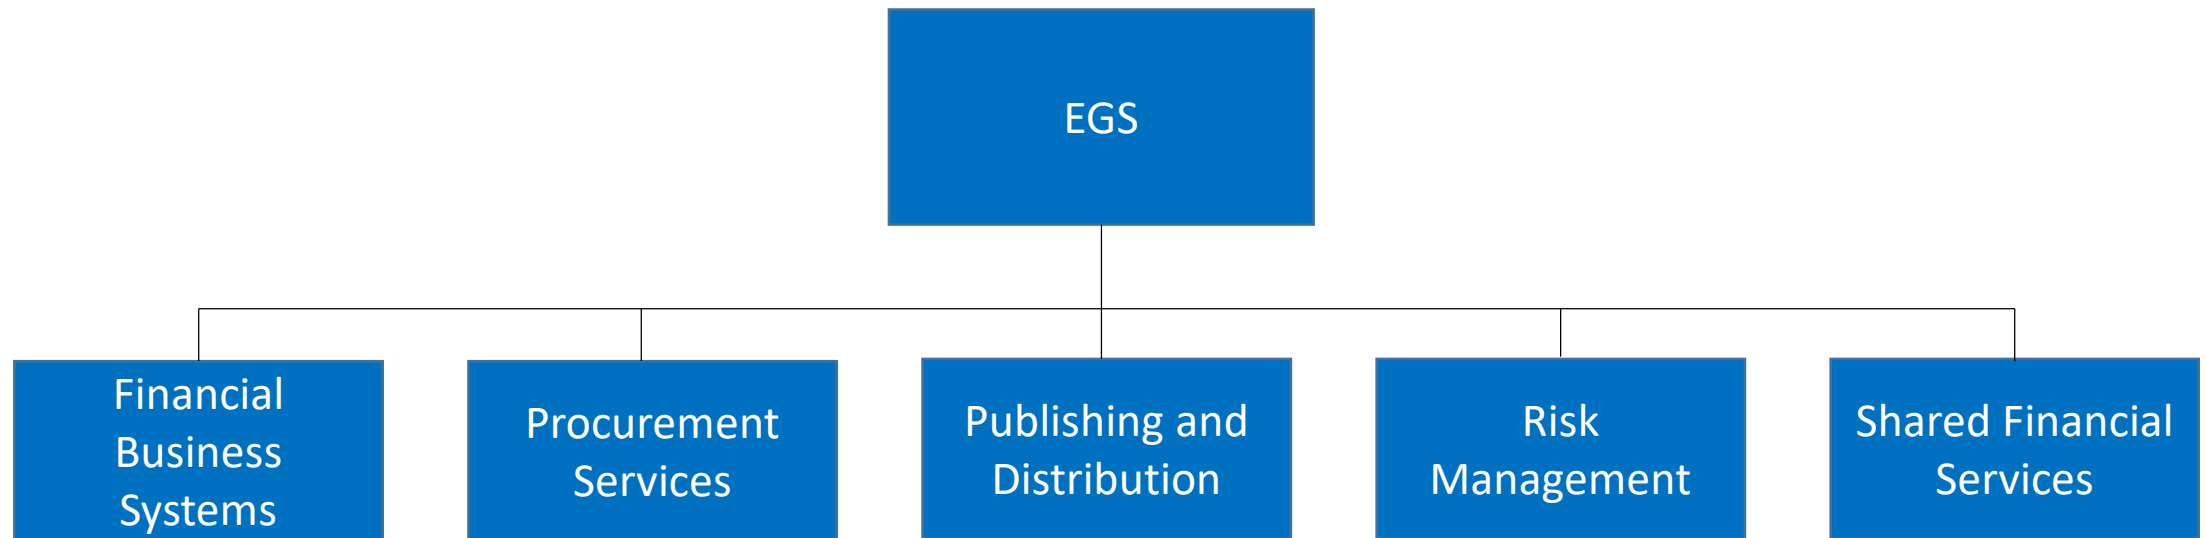 EGS
Financial
Business
Systems
Procurement
Services
Publishing and
Distribution
Risk
Management
Shared Financial
Services